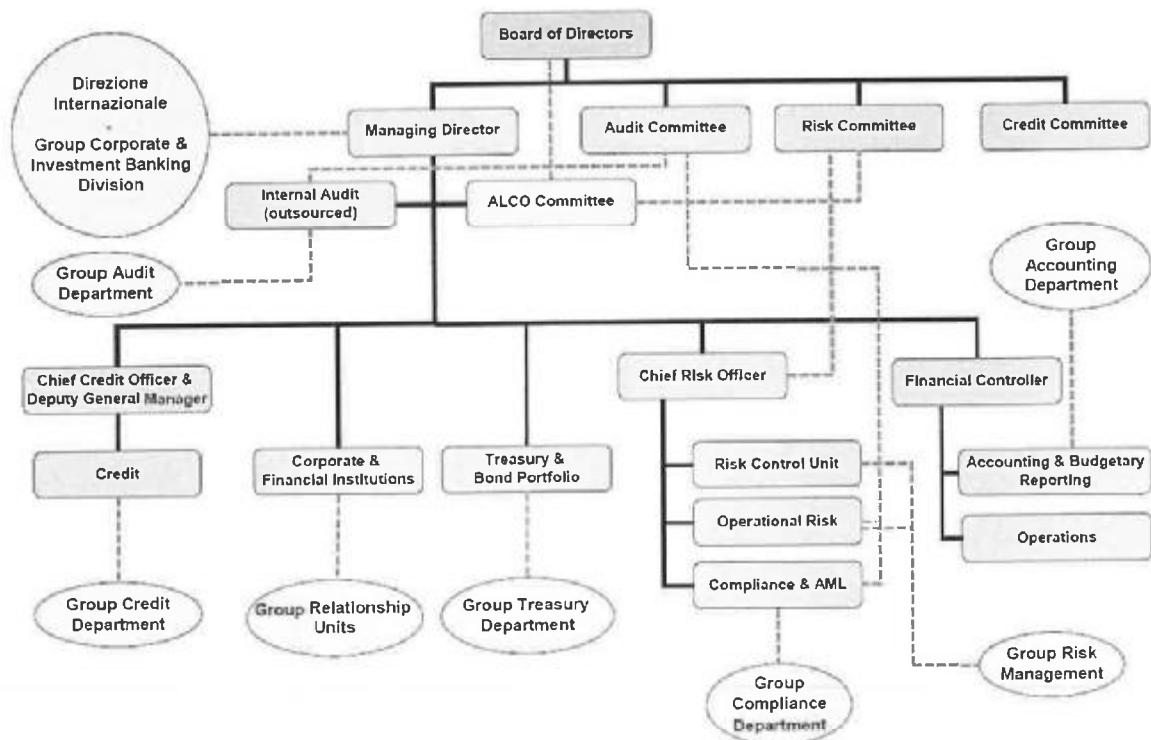 Board of Directors
Direzione
Internazionale
-
Group Corporate &
Investment Banking
Division
Managing Director
Audit Committee
Risk Committee
Credit Committee
Internal Audit
(outsourced)
ALCO Committee
Group Audit
Department
Group
Accounting
Department
Chief Credit Officer &
Deputy General Manager
Chief Risk Officer
Financial Controller
Credit
Corporate &
Financial Institutions
Treasury &
Bond Portfolio
Risk Control Unit
Accounting & Budgetary
Reporting
Operational Risk
Operations
Compliance & AML
Group Credit
Department
Group Relationship
Units
Group Treasury
Department
Group
Compliance
Department
Group Risk
Management